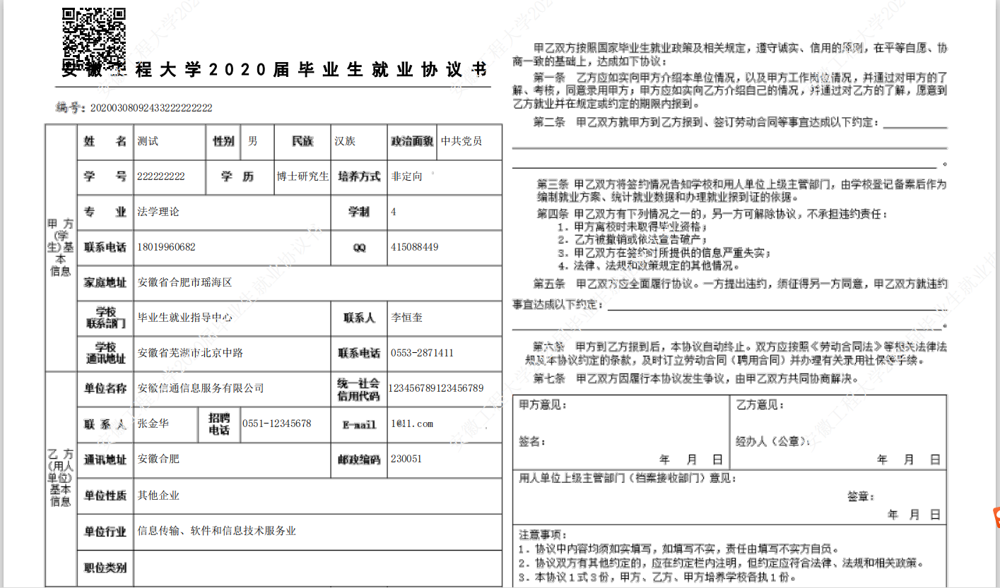 安徽工程大学2020届毕业生就业协议书
编号：20200308092433222222222
甲方(学生)基本信息
姓 名 测试 性别 男 民族 汉族 政治面貌 中共党员
学 号 222222222 学 历 博士研究生 培养方式 非定向
专 业 法学理论 学制 4
联系电话 18019960682 QQ 415088449
家庭地址 安徽省合肥市瑶海区
学校联系部门 毕业生就业指导中心 联系人 李恒奎
学校通讯地址 安徽省芜湖市北京中路 联系电话 0553-2871411
乙方(用人单位)基本信息
单位名称 安徽信通信息服务有限公司 统一社会信用代码 123456789123456789
联 系 人 张金华 招聘电话 0551-12345678 E-mail 1@11.com
通讯地址 安徽合肥 邮政编码 230051
单位性质 其他企业
单位行业 信息传输、软件和信息技术服务业
职位类别
甲乙双方按照国家毕业生就业政策及相关规定，遵守诚实、信用的原则，在平等自愿、协
商一致的基础上，达成如下协议：
第一条 乙方应如实向甲方介绍本单位情况，以及甲方工作岗位情况，并通过对甲方的了
解、考核，同意录用甲方；甲方应如实向乙方介绍自己的情况，并通过对乙方的了解，愿意到
乙方就业并在规定或约定的期限内报到。
第二条 甲乙双方就甲方到乙方报到、签订劳动合同等事宜达成以下约定：
。
第三条 甲乙双方将签约情况告知学校和用人单位上级主管部门，由学校登记备案后作为
编制就业方案、统计就业数据和办理就业报到证的依据。
第四条 甲乙双方有下列情况之一的，另一方可解除协议，不承担违约责任：
1．甲方离校时未取得毕业资格；
2．乙方被撤销或依法宣告破产；
3．甲乙双方在签约时所提供的信息严重失实；
4．法律、法规和政策规定的其他情况。
第五条 甲乙双方应全面履行协议。一方提出违约，须征得另一方同意，甲乙双方就违约
事宜达成以下约定：
。
第六条 甲方到乙方报到后，本协议自动终止。双方应按照《劳动合同法》等相关法律法
规及本协议约定的条款，及时订立劳动合同（聘用合同）并办理有关录用社保等手续。
第七条 甲乙双方因履行本协议发生争议，由甲乙双方共同协商解决。
甲方意见： 乙方意见：
签名： 经办人（公章）：
年 月 日 年 月 日
用人单位上级主管部门（档案接收部门）意见：
签章：
年 月 日
注意事项：
1．协议中内容均须如实填写，如填写不实，责任由填写不实方自负。
2．协议双方有其他约定的，应在约定栏内注明，但约定应符合法律、法规和相关政策。
3．本协议1式3份，甲方、乙方、甲方培养学校各执1份。